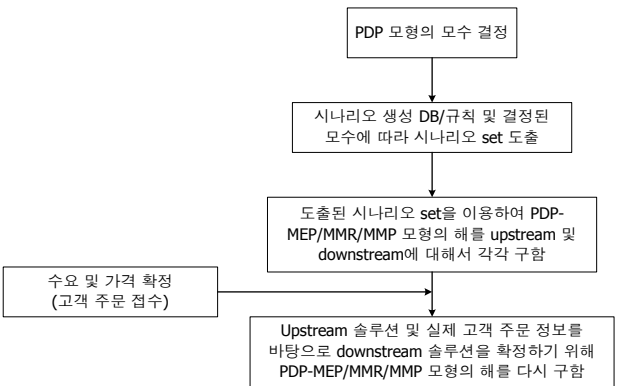 PDP 모형의 모수 결정
시나리오 생성 DB/규칙 및 결정된
모수에 따라 시나리오 set 도출
도출된 시나리오 set을 이용하여 PDP-
MEP/MMR/MMP 모형의 해를 upstream 및
downstream에 대해서 각각 구함
수요 및 가격 확정
(고객 주문 접수)
Upstream 솔루션 및 실제 고객 주문 정보를
바탕으로 downstream 솔루션을 확정하기 위해
PDP-MEP/MMR/MMP 모형의 해를 다시 구함